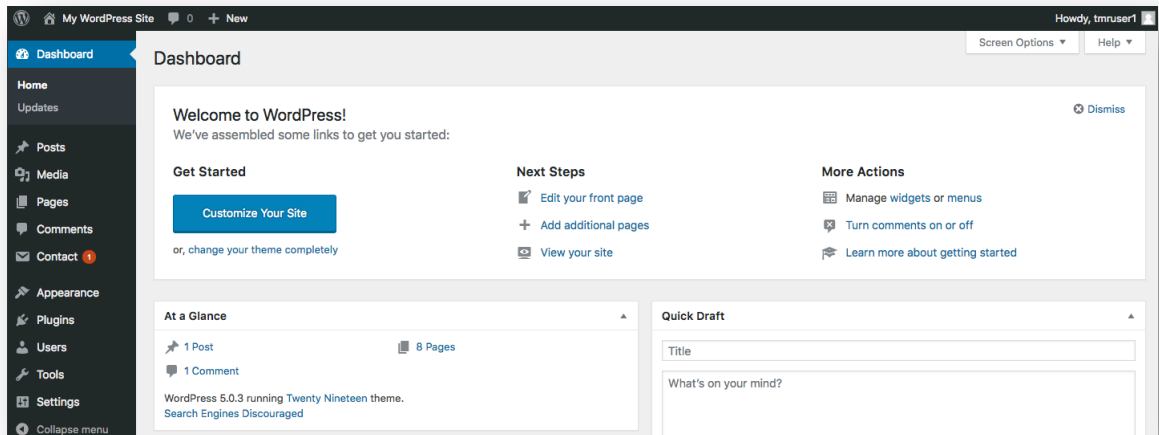 My WordPress Site 0 + New Howdy, tmruser1
Screen Options ▼ Help ▼
Dashboard
Home
Updates
Posts
Media
Pages
Comments
Contact 1
Appearance
Plugins
Users
Tools
Settings
Collapse menu
Dashboard
Welcome to WordPress!
Dismiss
We've assembled some links to get you started:
Get Started
Customize Your Site
or, change your theme completely
Next Steps
Edit your front page
Add additional pages
View your site
More Actions
Manage widgets or menus
Turn comments on or off
Learn more about getting started
At a Glance
1 Post
8 Pages
1 Comment
WordPress 5.0.3 running Twenty Nineteen theme.
Search Engines Discouraged
Quick Draft
Title
What's on your mind?